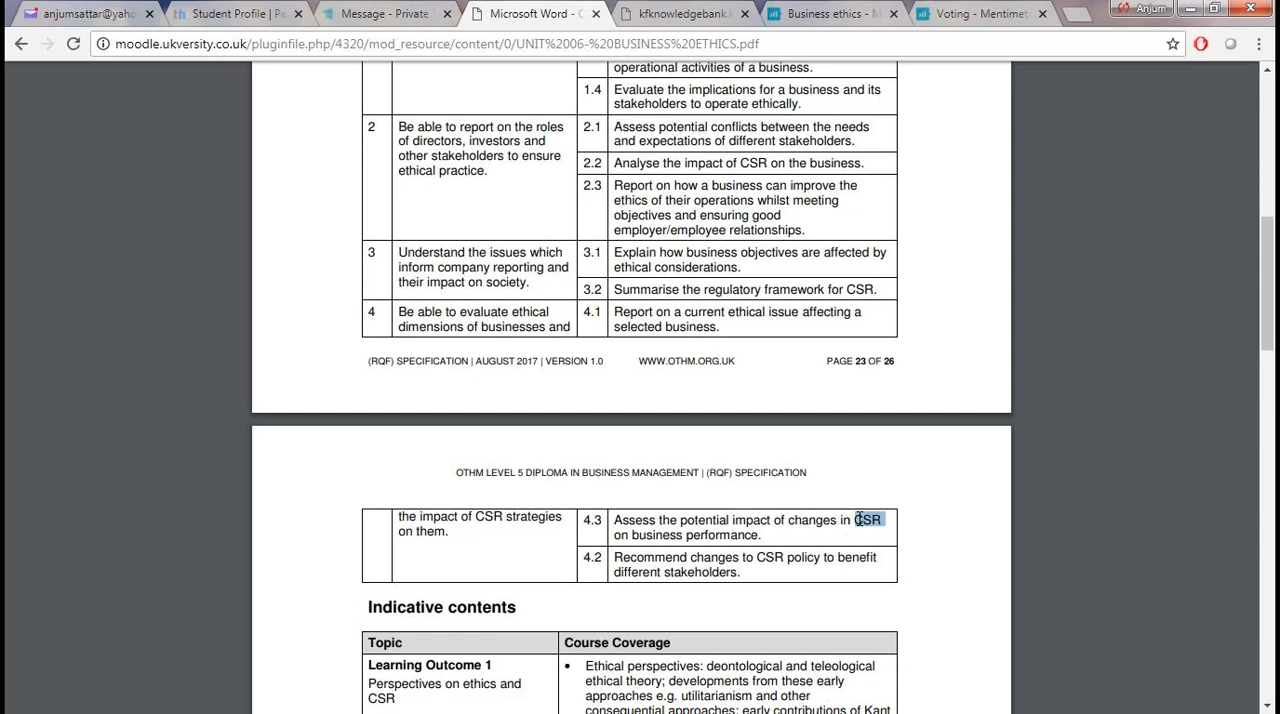 anjumsattar@yaho
Student Profile | Pe
Message - Private T
Microsoft Word - C
kfknowledgebank.k
Business ethics - M
Voting - Mentimete
Anjum
moodle.ukversity.co.uk/pluginfile.php/4320/mod_resource/content/0/UNIT%2006-%20BUSINESS%20ETHICS.pdf
operational activities of a business.
1.4 Evaluate the implications for a business and its
stakeholders to operate ethically.
2 Be able to report on the roles
of directors, investors and
other stakeholders to ensure
ethical practice.
2.1 Assess potential conflicts between the needs
and expectations of different stakeholders.
2.2 Analyse the impact of CSR on the business.
2.3 Report on how a business can improve the
ethics of their operations whilst meeting
objectives and ensuring good
employer/employee relationships.
3 Understand the issues which
inform company reporting and
their impact on society.
3.1 Explain how business objectives are affected by
ethical considerations.
3.2 Summarise the regulatory framework for CSR.
4 Be able to evaluate ethical
dimensions of businesses and
4.1 Report on a current ethical issue affecting a
selected business.
(RQF) SPECIFICATION | AUGUST 2017 | VERSION 1.0 WWW.OTHM.ORG.UK PAGE 23 OF 26
OTHM LEVEL 5 DIPLOMA IN BUSINESS MANAGEMENT | (RQF) SPECIFICATION
the impact of CSR strategies
on them.
4.3 Assess the potential impact of changes in CSR
on business performance.
4.2 Recommend changes to CSR policy to benefit
different stakeholders.
Indicative contents
Topic Course Coverage
Learning Outcome 1
Perspectives on ethics and
CSR
• Ethical perspectives: deontological and teleological
ethical theory; developments from these early
approaches e.g. utilitarianism and other
consequential approaches; early contributions of Kant